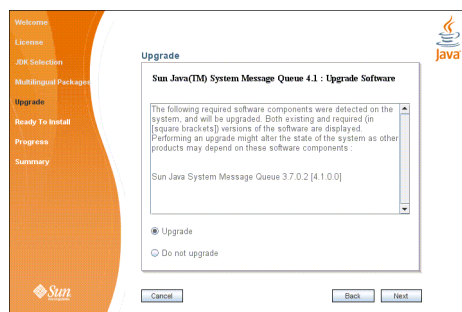 Welcome
License
JDK Selection
Multilingual Packages
Upgrade
Ready To Install
Progress
Summary
Sun
Java
Upgrade
Sun Java(TM) System Message Queue 4.1 : Upgrade Software
The following required software components were detected on the
system, and will be upgraded. Both existing and required (in
[square brackets]) versions of the software are displayed.
Performing an upgrade might alter the state of the system as other
products may depend on these software components :
Sun Java System Message Queue 3.7.0.2 [4.1.0.0]
Upgrade
Do not upgrade
Cancel
Back
Next